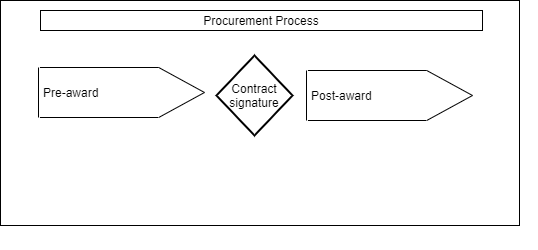 Procurement Process
Pre-award
Contract
signature
Post-award